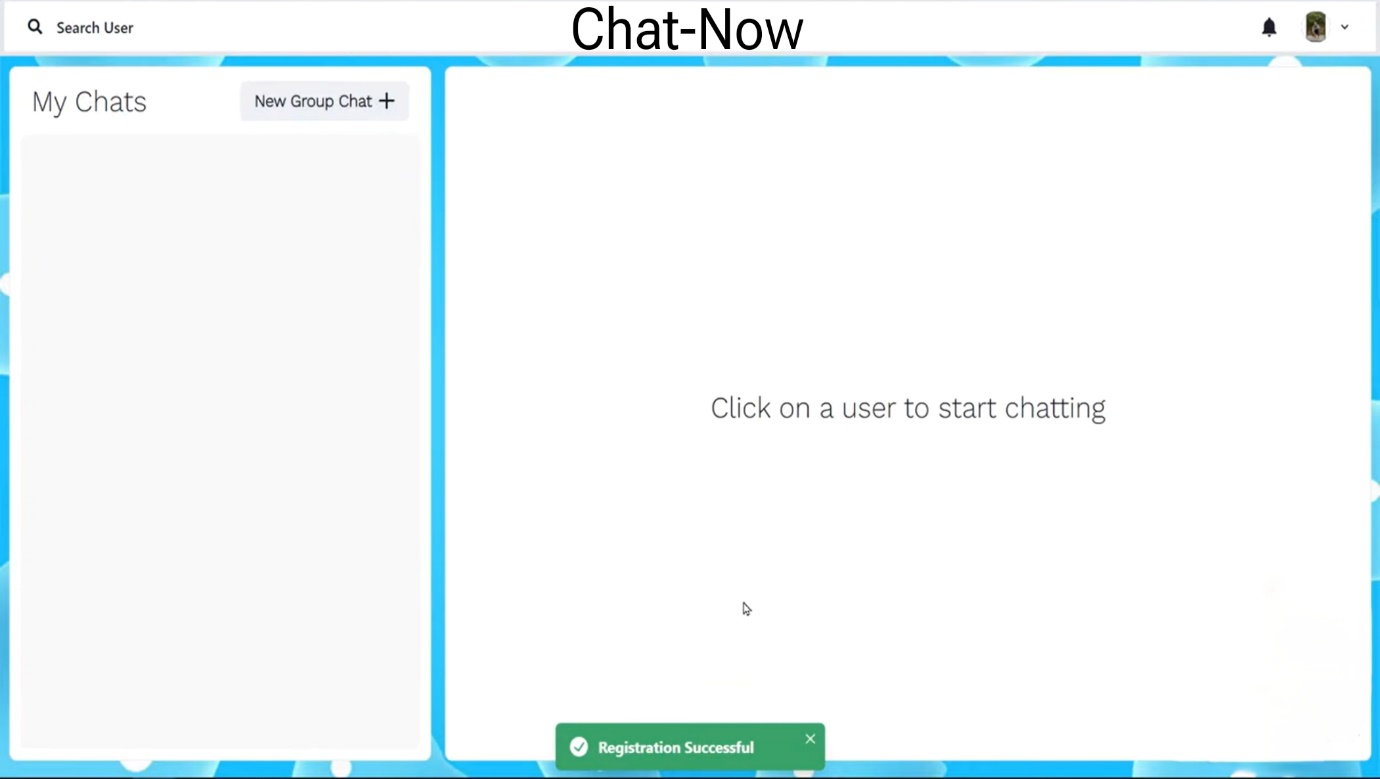 Search User
Chat-Now
My Chats
New Group Chat +
Click on a user to start chatting
Registration Successful